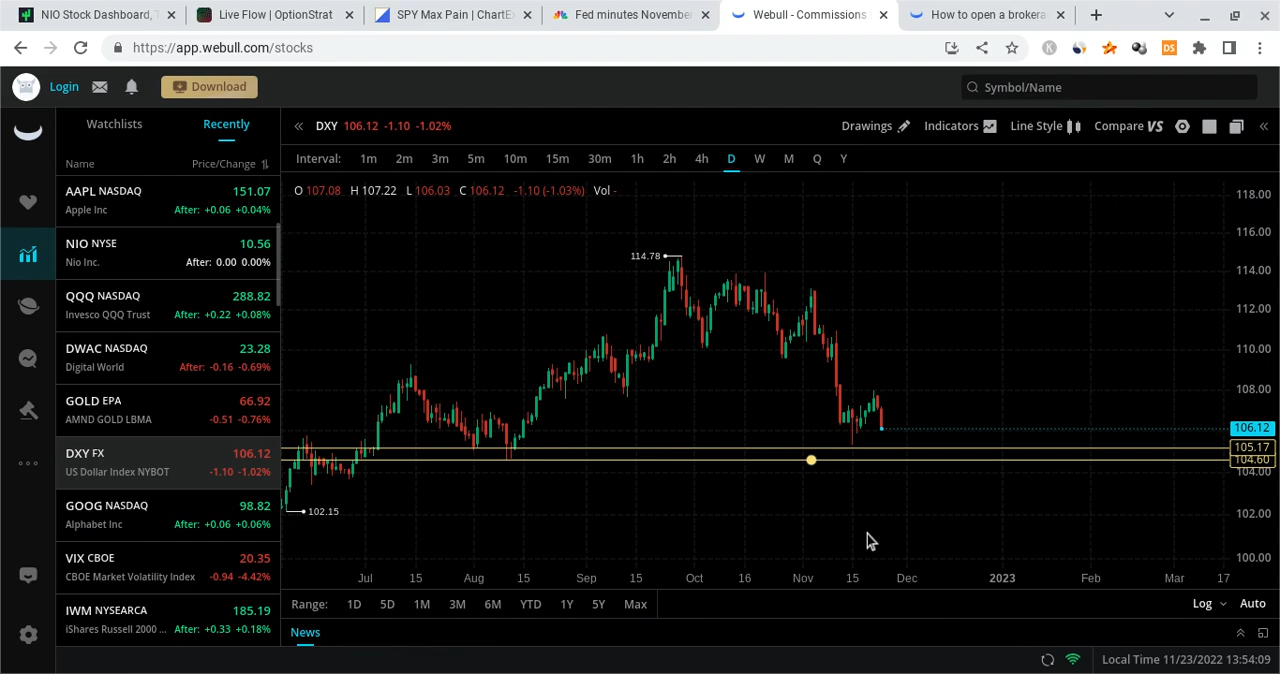 NIO Stock Dashboard, T
Live Flow | OptionStrat
SPY Max Pain | ChartEx
Fed minutes November
Webull - Commissions
How to open a brokera
https://app.webull.com/stocks
K
DS
Login
Download
Symbol/Name
Watchlists
Recently
DXY 106.12 -1.10 -1.02%
Drawings
Indicators
Line Style
Compare VS
Name
Price/Change
Interval: 1m 2m 3m 5m 10m 15m 30m 1h 2h 4h D W M Q Y
O 107.08 H 107.22 L 106.03 C 106.12 -1.10 (-1.03%) Vol -
AAPL NASDAQ 151.07
Apple Inc After: +0.06 +0.04%
NIO NYSE 10.56
Nio Inc. After: 0.00 0.00%
QQQ NASDAQ 288.82
Invesco QQQ Trust After: +0.22 +0.08%
DWAC NASDAQ 23.28
Digital World After: -0.16 -0.69%
GOLD EPA 66.92
AMND GOLD LBMA -0.51 -0.76%
DXY FX 106.12
US Dollar Index NYBOT -1.10 -1.02%
GOOG NASDAQ 98.82
Alphabet Inc After: +0.06 +0.06%
VIX CBOE 20.35
CBOE Market Volatility Index -0.94 -4.42%
IWM NYSEARCA 185.19
iShares Russell 2000 ... After: +0.33 +0.18%
114.78
102.15
118.00
116.00
114.00
112.00
110.00
108.00
106.12
105.17
104.60
104.00
102.00
100.00
Jul 15 Aug 15 Sep 15 Oct 16 Nov 15 Dec 2023 Feb Mar 17
Range: 1D 5D 1M 3M 6M YTD 1Y 5Y Max
Log Auto
News
Local Time 11/23/2022 13:54:09